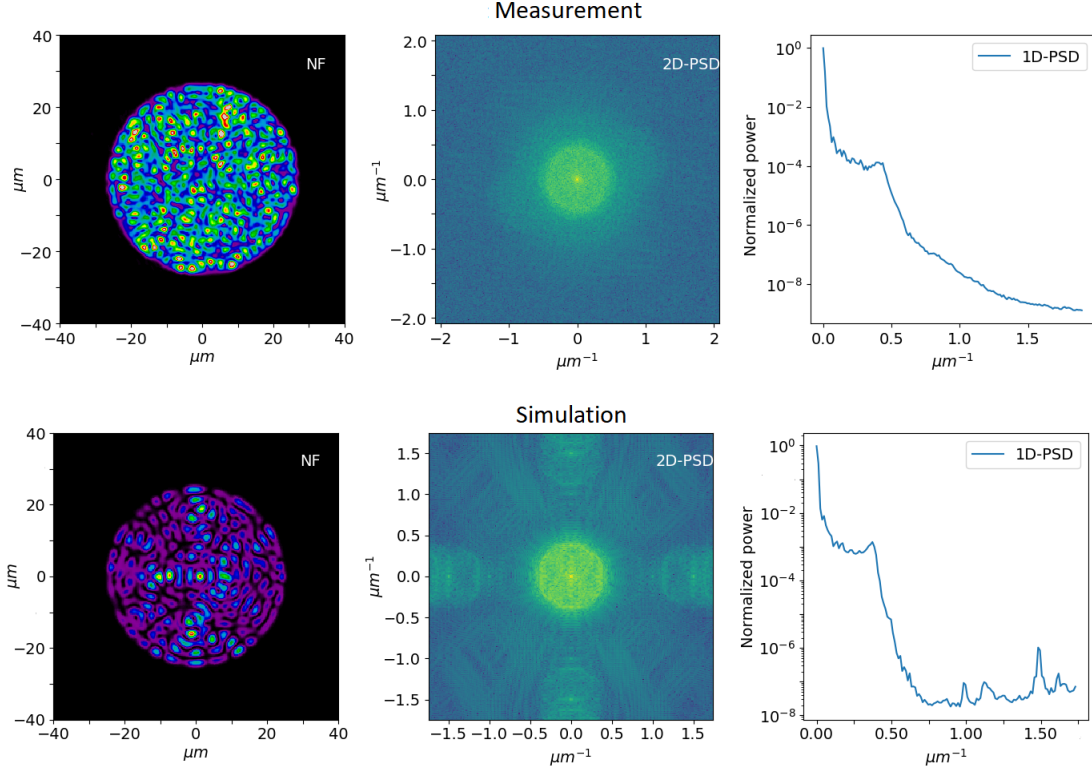 Measurement
40
20
0
−20
−40
μm
NF
−40 −20 0 20 40
μm
2.0
1.0
0.0
−1.0
−2.0
μm⁻¹
2D-PSD
−2 −1 0 1 2
μm⁻¹
10⁰
10⁻²
10⁻⁴
10⁻⁶
10⁻⁸
Normalized power
1D-PSD
0.0 0.5 1.0 1.5
μm⁻¹
Simulation
40
20
0
−20
−40
μm
NF
−40 −20 0 20 40
μm
1.5
1.0
0.5
0.0
−0.5
−1.0
−1.5
μm⁻¹
2D-PSD
−1.5 −1.0 −0.5 0.0 0.5 1.0 1.5
μm⁻¹
10⁰
10⁻¹
10⁻²
10⁻⁴
10⁻⁶
10⁻⁷
10⁻⁸
Normalized power
1D-PSD
0.00 0.50 1.00 1.50
μm⁻¹